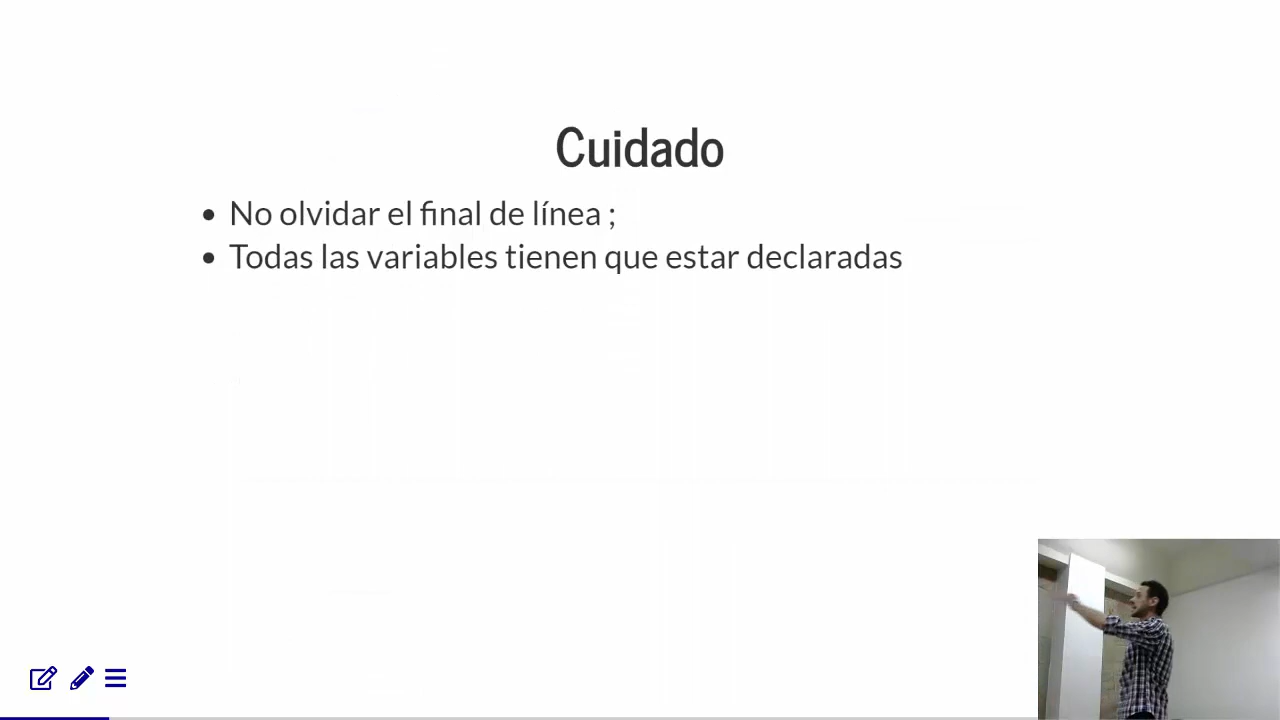 Cuidado
No olvidar el final de línea ;
Todas las variables tienen que estar declaradas